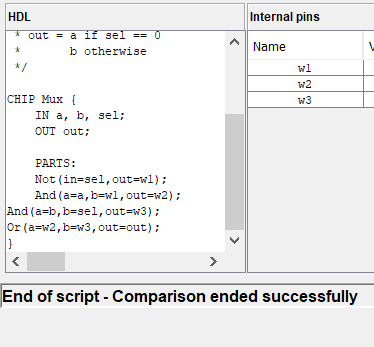 HDL
Internal pins
* out = a if sel == 0
*       b otherwise
*/
CHIP Mux {
    IN a, b, sel;
    OUT out;
    PARTS:
    Not(in=sel,out=w1);
    And(a=a,b=w1,out=w2);
And(a=b,b=sel,out=w3);
Or(a=w2,b=w3,out=out);
}
Name
w1
w2
w3
End of script - Comparison ended successfully